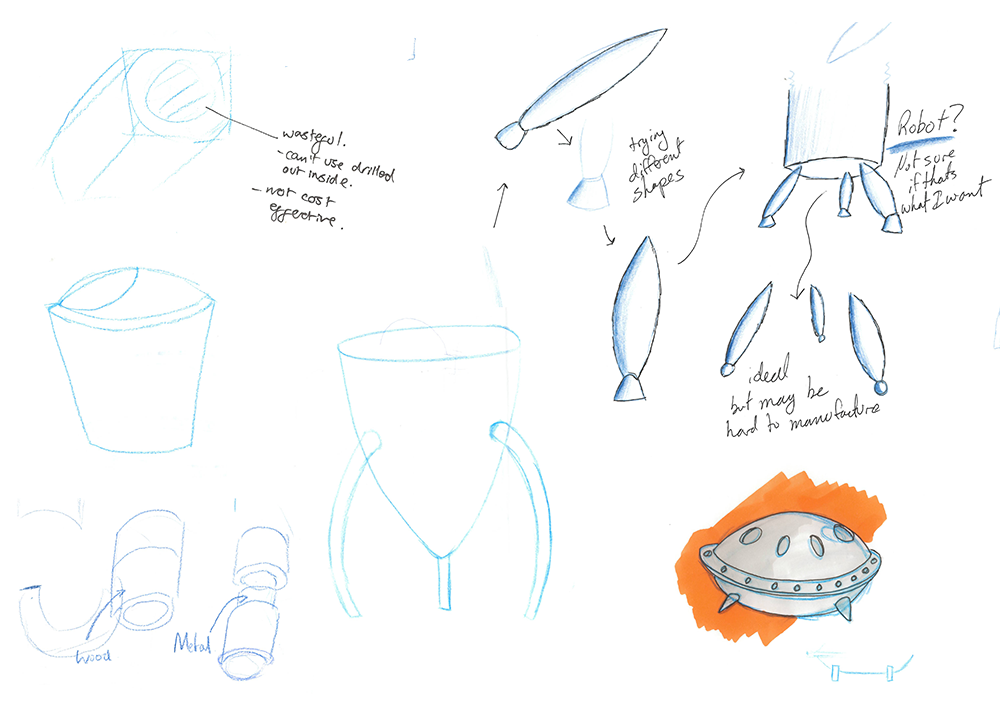 wasteful.
- can't use drilled
out inside.
- not cost
effective.
trying
different
shapes
Robot?
Not sure
if thats
what I want
ideal
but may be
hard to manufacture
Wood
Metal